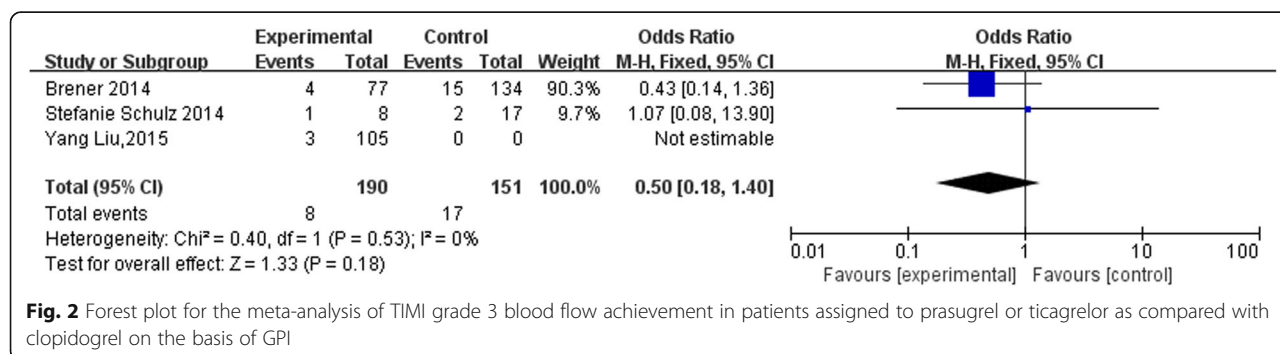 Experimental Control Odds Ratio Odds Ratio
Study or Subgroup Events Total Events Total Weight M-H, Fixed, 95% CI M-H, Fixed, 95% CI
Brener 2014 4 77 15 134 90.3% 0.43 [0.14, 1.36]
Stefanie Schulz 2014 1 8 2 17 9.7% 1.07 [0.08, 13.90]
Yang Liu,2015 3 105 0 0 Not estimable
Total (95% CI) 190 151 100.0% 0.50 [0.18, 1.40]
Total events 8 17
Heterogeneity: Chi² = 0.40, df = 1 (P = 0.53); I² = 0%
Test for overall effect: Z = 1.33 (P = 0.18)
0.01 0.1 1 10 100
Favours [experimental] Favours [control]
Fig. 2 Forest plot for the meta-analysis of TIMI grade 3 blood flow achievement in patients assigned to prasugrel or ticagrelor as compared with
clopidogrel on the basis of GPI